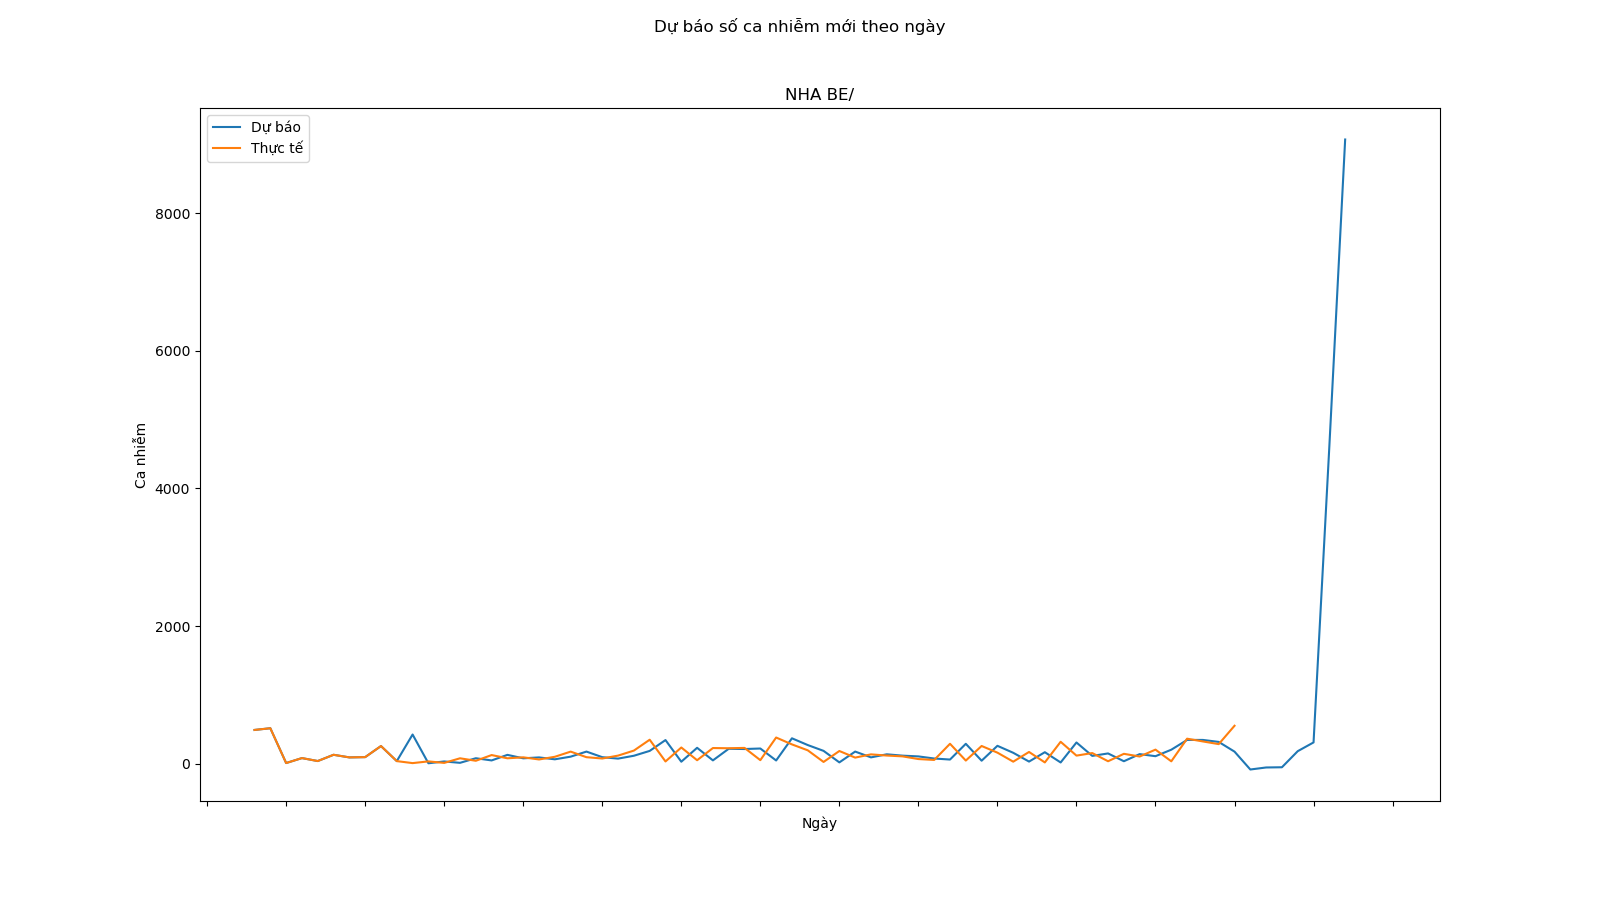 Dự báo số ca nhiễm mới theo ngày
NHA BE/
Dự báo
Thực tế
8000
6000
4000
2000
0
Ca nhiễm
Ngày